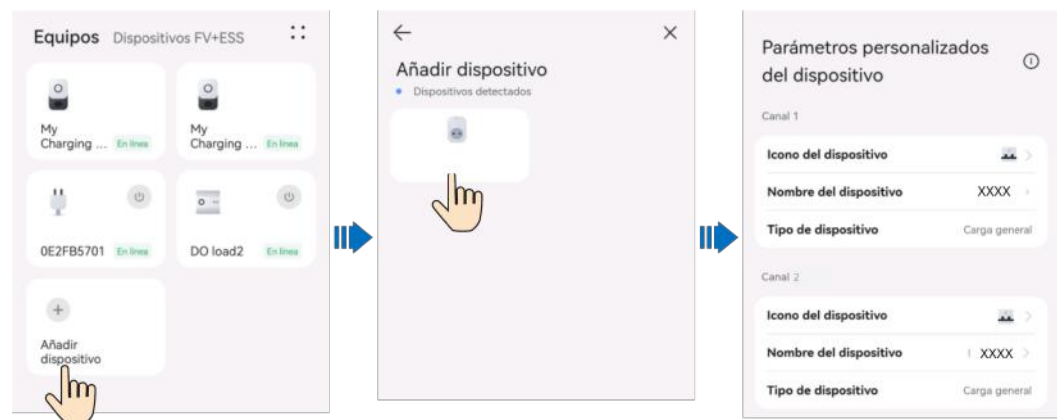 Equipos Dispositivos FV+ESS
My
Charging ... En línea
My
Charging ... En línea
0E2FB5701 En línea
DO load2 En línea
Añadir
dispositivo
Añadir dispositivo
Dispositivos detectados
Parámetros personalizados
del dispositivo
Canal 1
Icono del dispositivo
Nombre del dispositivo XXXX
Tipo de dispositivo Carga general
Canal 2
Icono del dispositivo
Nombre del dispositivo XXXX
Tipo de dispositivo Carga general